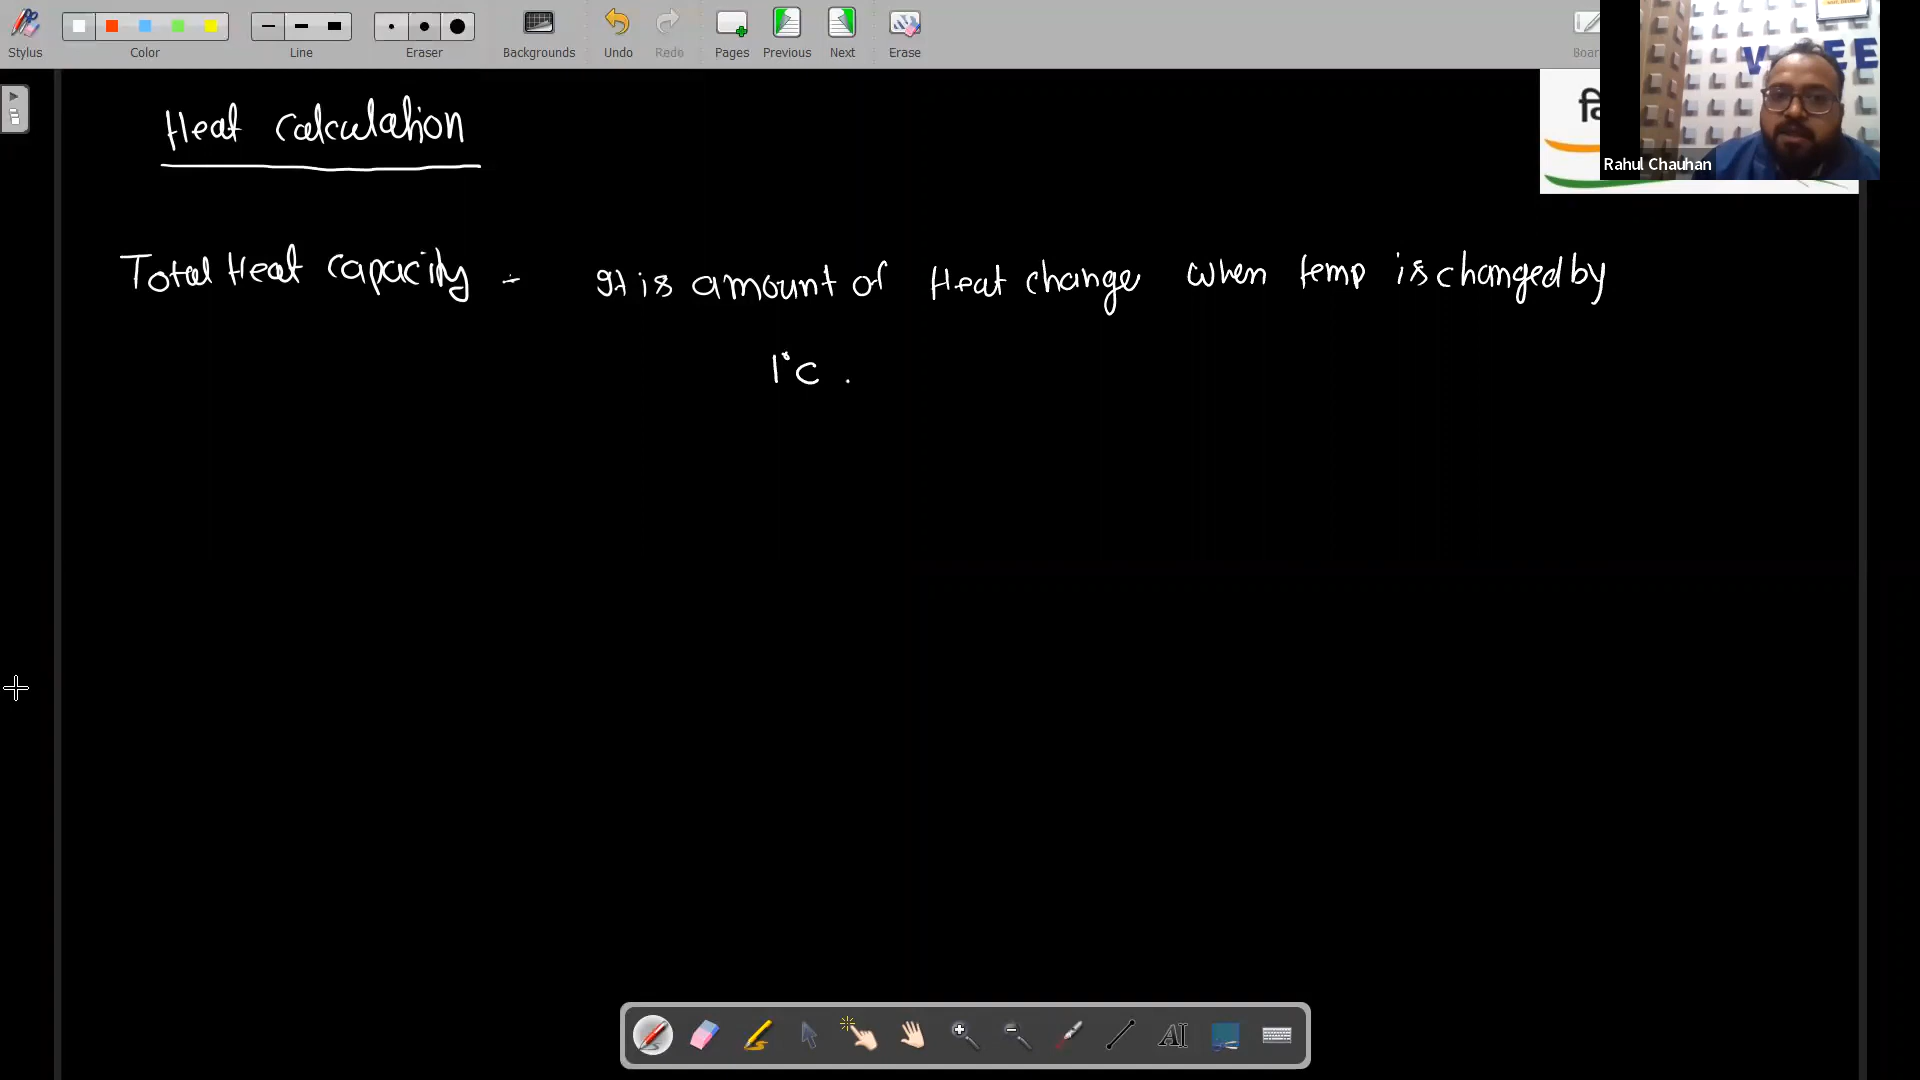 Stylus Color Line Eraser Backgrounds Undo Redo Pages Previous Next Erase
Rahul Chauhan
Heat Calculation
Total Heat Capacity - It is amount of Heat change when temp is changed by
1°C .